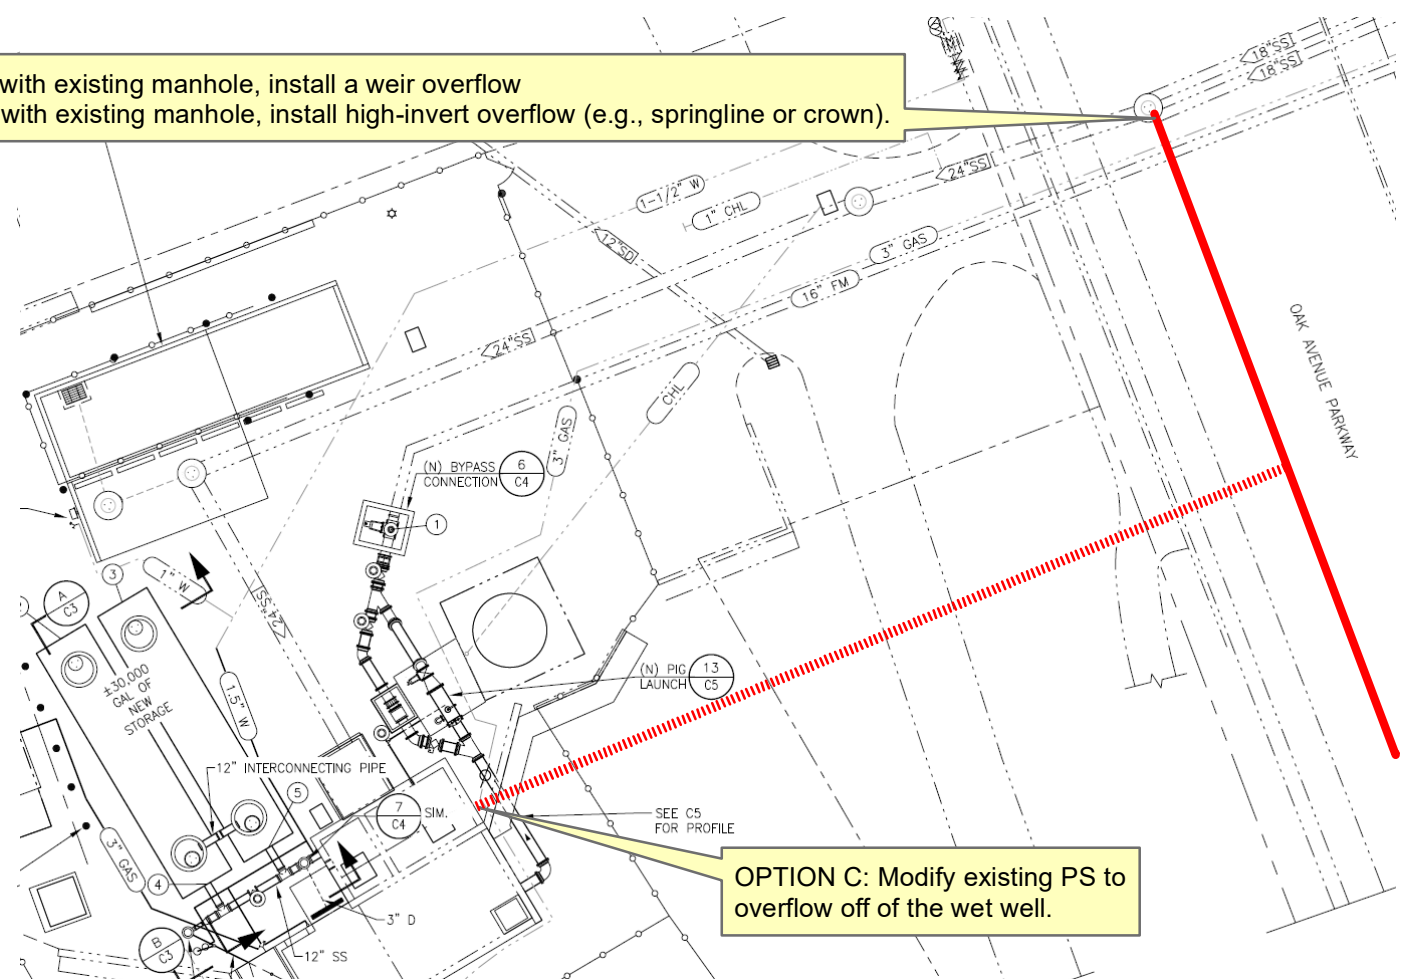 with existing manhole, install a weir overflow
with existing manhole, install high-invert overflow (e.g., springline or crown).
18"SS
18"SS
24"SS
1-1/2" W
1" CHL
12"SD
3" GAS
16" FM
24"SS
CHL
3" GAS
OAK AVENUE PARKWAY
(N) BYPASS
CONNECTION
6
C4
1
3
1" W
A
C3
24"SS
±30,000
GAL OF
NEW
STORAGE
1.5" W
(N) PIG
LAUNCH
13
C5
12" INTERCONNECTING PIPE
5
7
C4
SIM.
SEE C5
FOR PROFILE
3" GAS
4
OPTION C: Modify existing PS to
overflow off of the wet well.
3" D
B
C3
12" SS